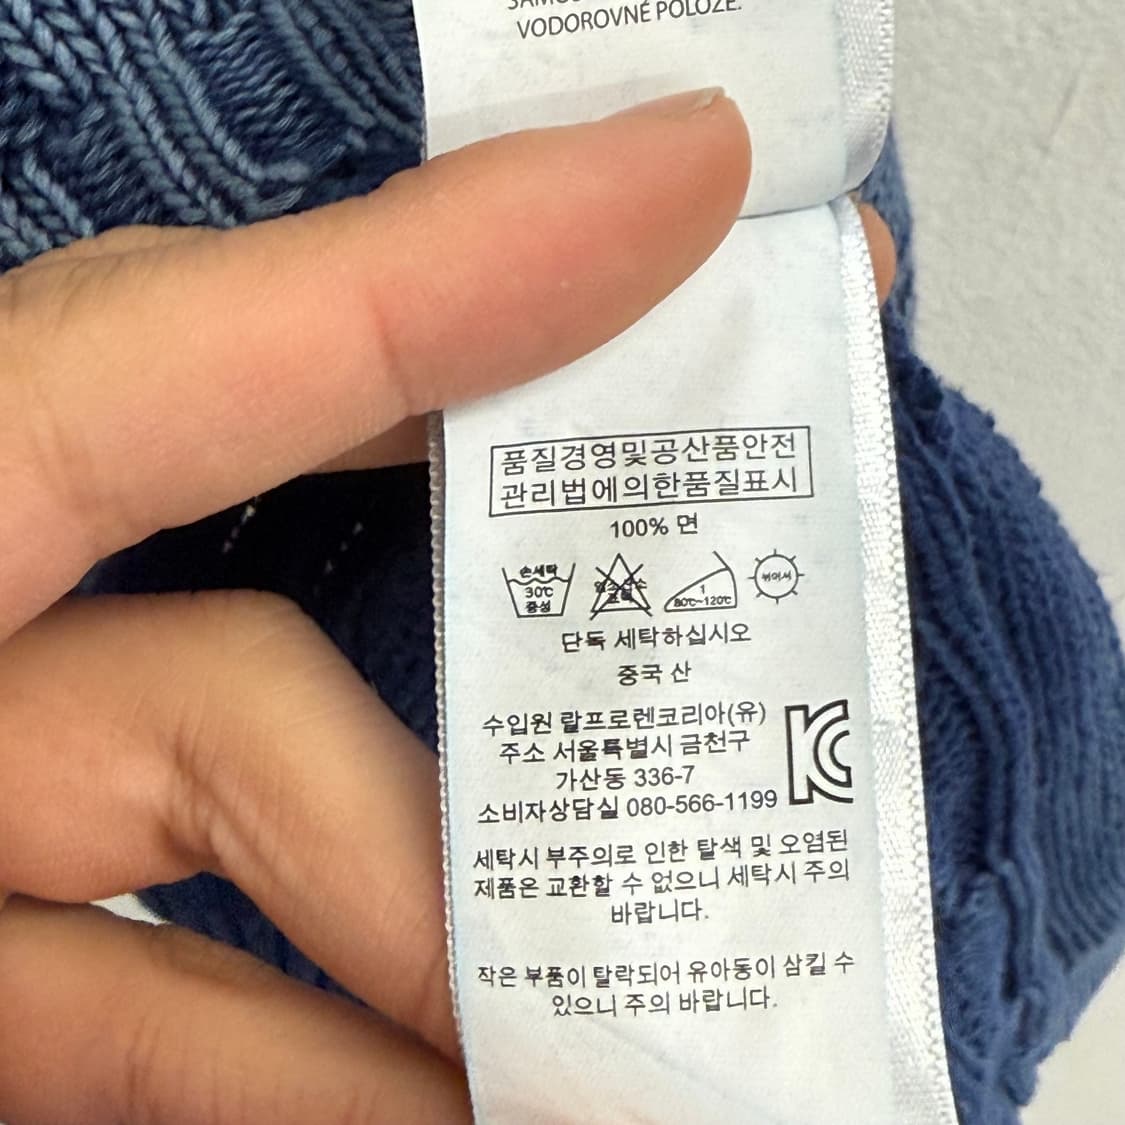 VODOROVNÉ POLOZE.
품질경영및공산품안전
관리법에의한품질표시
100% 면
손세탁
30℃
중성
1
80℃~120℃
뉘어서
단독 세탁하십시오
중국 산
수입원 랄프로렌코리아(유)
주소 서울특별시 금천구
가산동 336-7
소비자상담실 080-566-1199
KC
세탁시 부주의로 인한 탈색 및 오염된
제품은 교환할 수 없으니 세탁시 주의
바랍니다.
작은 부품이 탈락되어 유아동이 삼킬 수
있으니 주의 바랍니다.